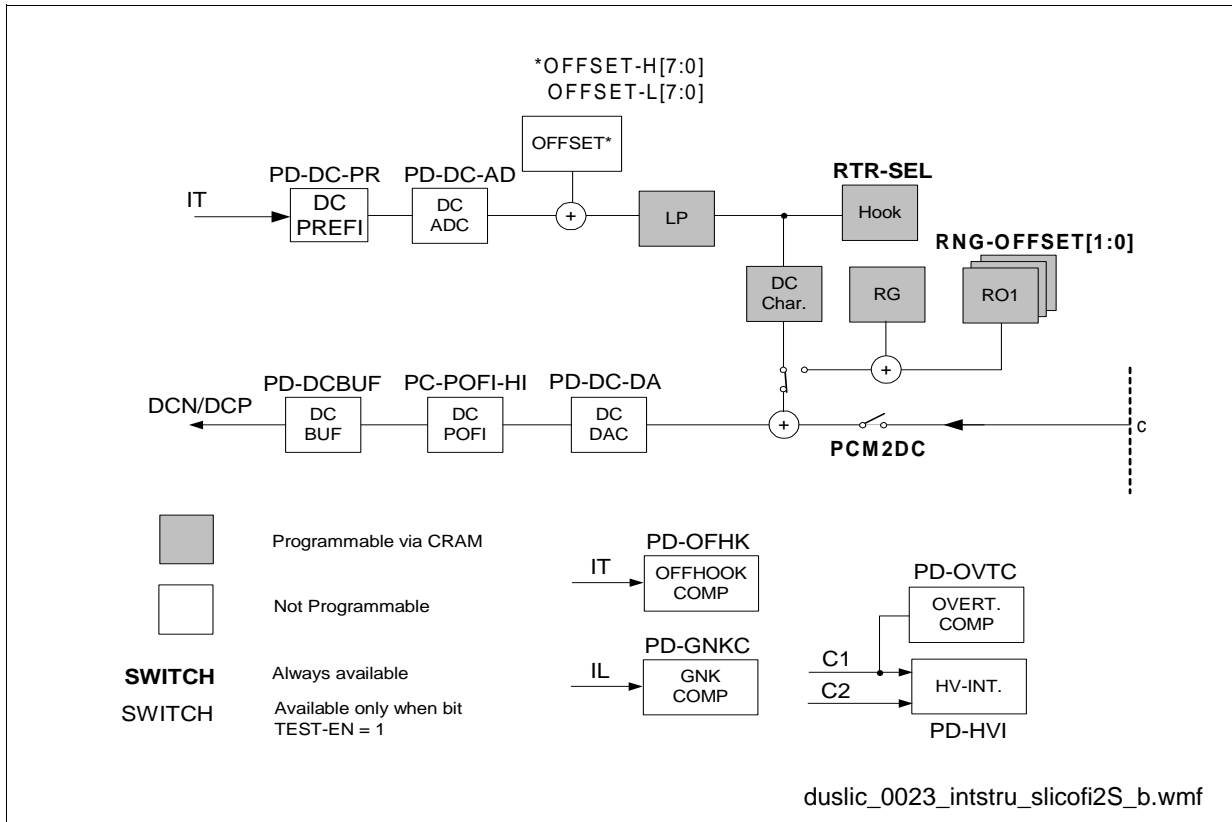 *OFFSET-H[7:0]
OFFSET-L[7:0]
OFFSET*
PD-DC-PR
PD-DC-AD
RTR-SEL
IT
DC
PREFI
DC
ADC
+
LP
Hook
RNG-OFFSET[1:0]
DC
Char.
RG
RO1
+
PD-DCBUF
PC-POFI-HI
PD-DC-DA
DCN/DCP
DC
BUF
DC
POFI
DC
DAC
+
PCM2DC
C
Programmable via CRAM
Not Programmable
SWITCH
Always available
SWITCH
Available only when bit
TEST-EN = 1
PD-OFHK
IT
OFFHOOK
COMP
PD-GNKC
IL
GNK
COMP
PD-OVTC
OVERT.
COMP
C1
C2
HV-INT.
PD-HVI
duslic_0023_intstru_slicofi2S_b.wmf